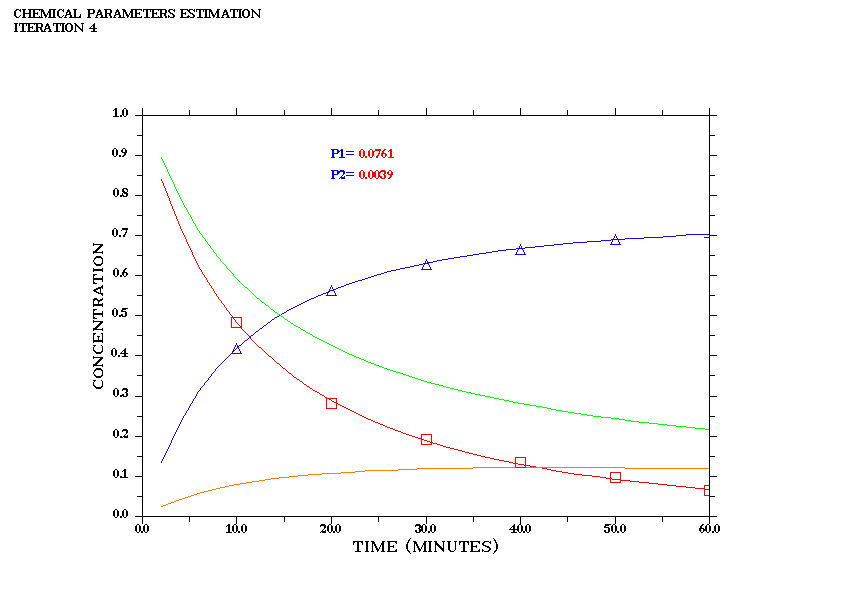 CHEMICAL PARAMETERS ESTIMATION
ITERATION 4
1.0
0.9
P1= 0.0761
P2= 0.0039
0.8
0.7
0.6
0.5
0.4
0.3
0.2
0.1
0.0
CONCENTRATION
0.0 10.0 20.0 30.0 40.0 50.0 60.0
TIME (MINUTES)